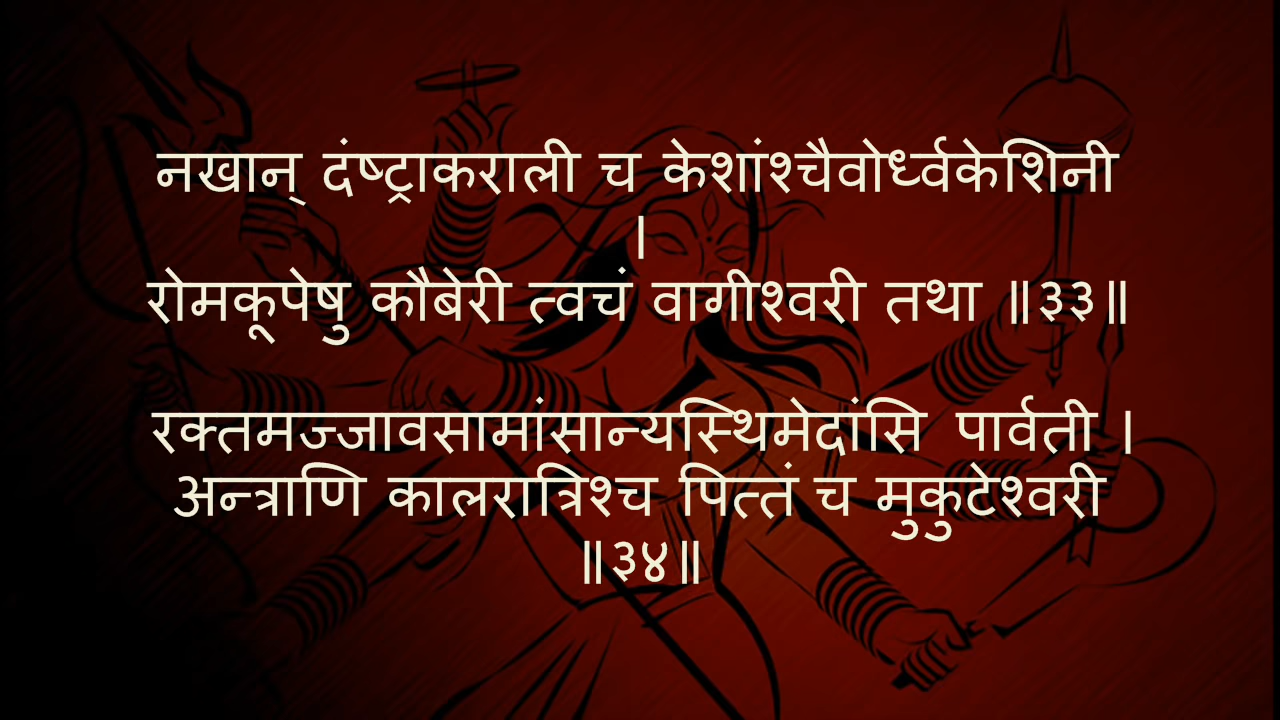 नखान् दंष्ट्राकराली च केशांश्चैवोर्ध्वकेशिनी
|
रोमकूपेषु कौबेरी त्वचं वागीश्वरी तथा ॥३३॥
रक्तमज्जावसामांसान्यस्थिमेदांसि पार्वती |
अन्त्राणि कालरात्रिश्च पित्तं च मुकुटेश्वरी
॥३४॥